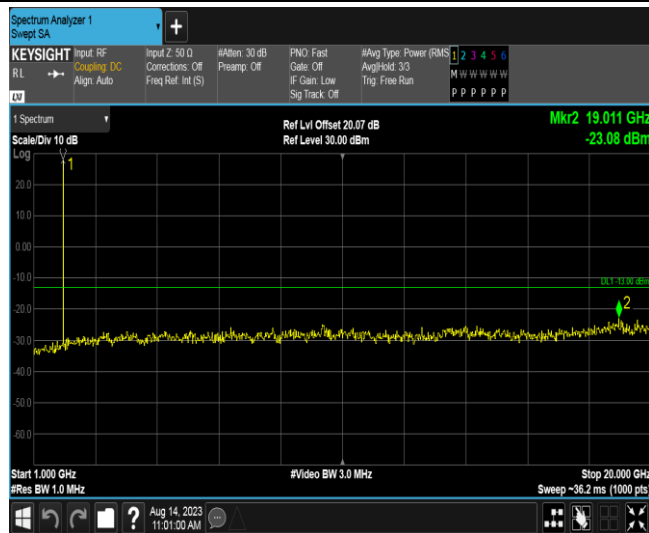 Spectrum Analyzer 1
Swept SA
+
KEYSIGHT
RL
LXI
Input: RF
Coupling: DC
Align: Auto
Input Z: 50 Ω
Corrections: Off
Freq Ref: Int (S)
#Atten: 30 dB
Preamp: Off
PNO: Fast
Gate: Off
IF Gain: Low
Sig Track: Off
#Avg Type: Power (RMS
Avg|Hold: 3/3
Trig: Free Run
1 2 3 4 5 6
M W W W W W
P P P P P P
1 Spectrum
Scale/Div 10 dB
Log
Ref Lvl Offset 20.07 dB
Ref Level 30.00 dBm
Mkr2 19.011 GHz
-23.08 dBm
1
20.0
10.0
0.00
-10.0
DL1 -13.00 dBm
2
-20.0
-30.0
-40.0
-50.0
-60.0
Start 1.000 GHz
#Res BW 1.0 MHz
#Video BW 3.0 MHz
Stop 20.000 GHz
Sweep ~36.2 ms (1000 pts)
?
Aug 14, 2023
11:01:00 AM